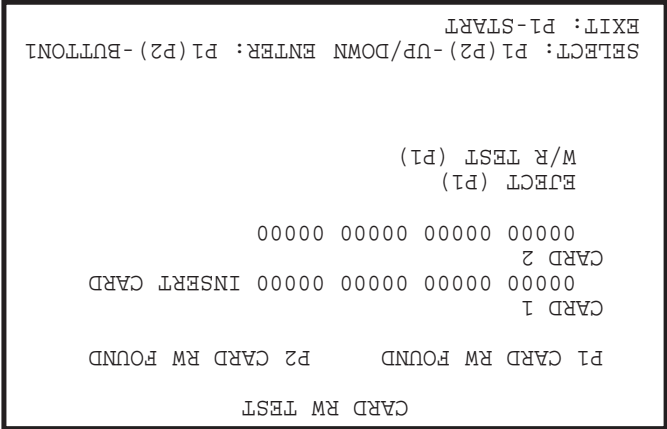 CARD RW TEST
P1 CARD RW FOUND P2 CARD RW FOUND
CARD 1
00000 00000 00000 00000 INSERT CARD
CARD 2
00000 00000 00000 00000
EJECT (P1)
W/R TEST (P1)
SELECT: P1(P2)-UP/DOWN ENTER: P1(P2)-BUTTON1
EXIT: P1-START